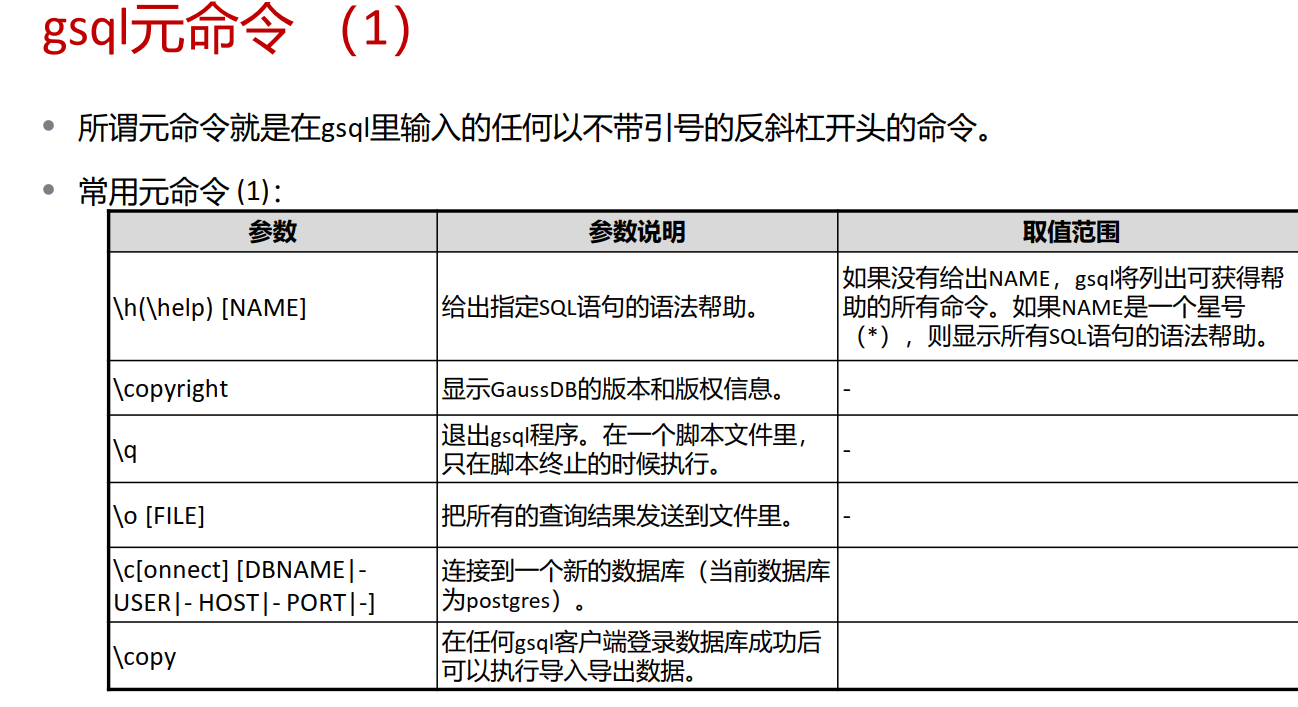 gsql元命令 (1)
所谓元命令就是在gsql里输入的任何以不带引号的反斜杠开头的命令。
常用元命令 (1)：
参数 参数说明 取值范围
\h(\help) [NAME]
给出指定SQL语句的语法帮助。
如果没有给出NAME，gsql将列出可获得帮
助的所有命令。如果NAME是一个星号
（*），则显示所有SQL语句的语法帮助。
\copyright
显示GaussDB的版本和版权信息。
-
\q
退出gsql程序。在一个脚本文件里，
只在脚本终止的时候执行。
-
\o [FILE]
把所有的查询结果发送到文件里。
-
\c[onnect] [DBNAME|-
USER|- HOST|- PORT|-]
连接到一个新的数据库（当前数据库
为postgres）。
\copy
在任何gsql客户端登录数据库成功后
可以执行导入导出数据。